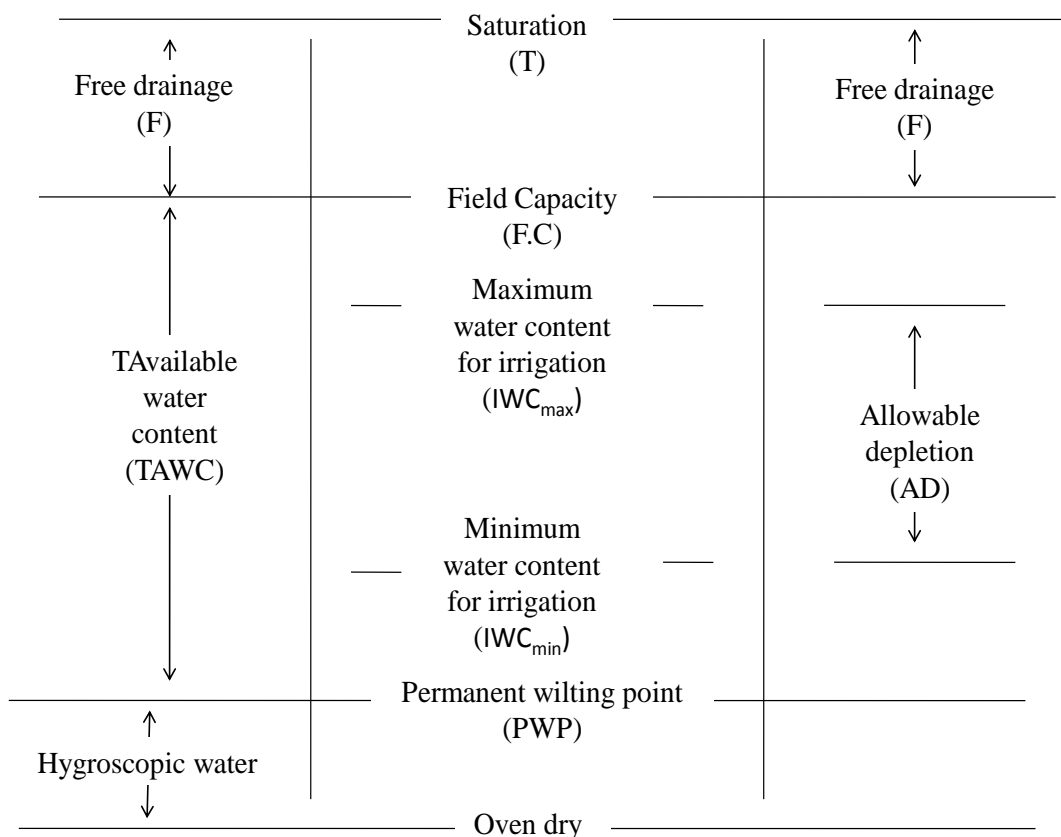 Saturation
(T)
Free drainage
(F)
Free drainage
(F)
Field Capacity
(F.C)
Maximum
water content
for irrigation
(IWCmax)
TAvailable
water
content
(TAWC)
Allowable
depletion
(AD)
Minimum
water content
for irrigation
(IWCmin)
Permanent wilting point
(PWP)
Hygroscopic water
Oven dry